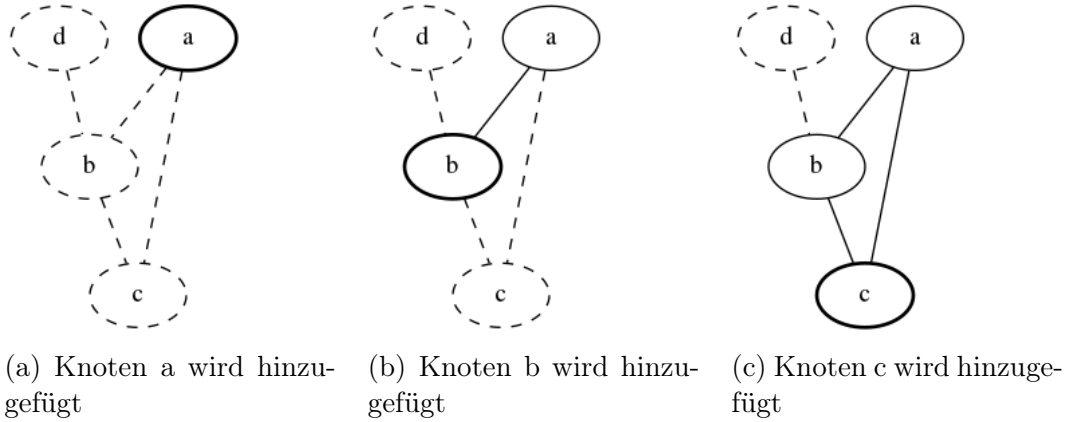 d a
b
c
d a
b
c
d a
b
c
(a) Knoten a wird hinzu-
gefügt
(b) Knoten b wird hinzu-
gefügt
(c) Knoten c wird hinzuge-
fügt